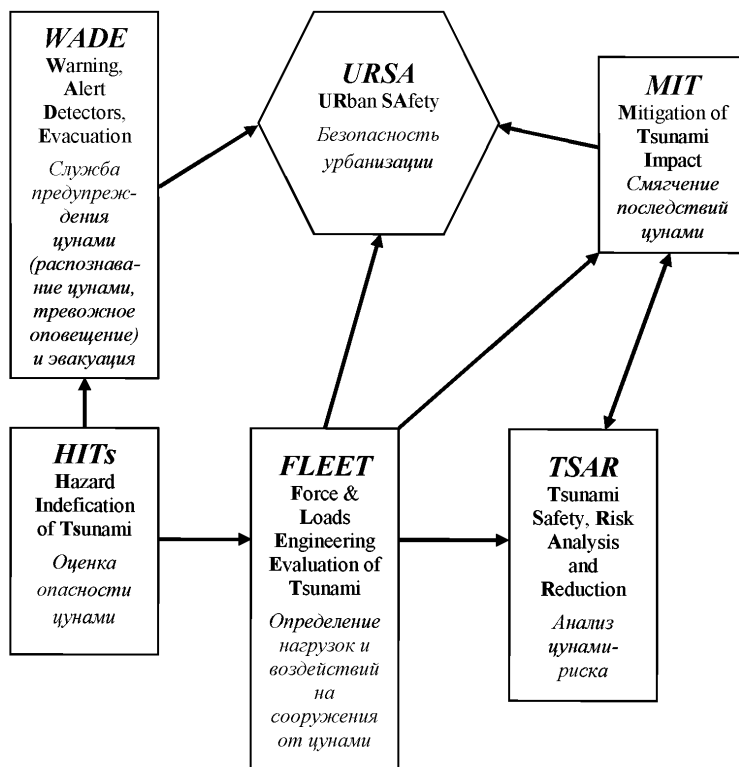 WADE
Warning,
Alert
Detectors,
Evacuation
Служба
предупреж-
дения
цунами
(распознава-
ние цунами,
тревожное
оповещение)
и эвакуация
URSA
URban SAfety
Безопасность
урбанизации
MIT
Mitigation of
Tsunami
Impact
Смягчение
последствий
цунами
HITs
Hazard
Indefication
of Tsunami
Оценка
опасности
цунами
FLEET
Force &
Loads
Engineering
Evaluation of
Tsunami
Определение
нагрузок и
воздействий
на
сооружения
от цунами
TSAR
Tsunami
Safety, Risk
Analysis
and
Reduction
Анализ
цунами-
риска